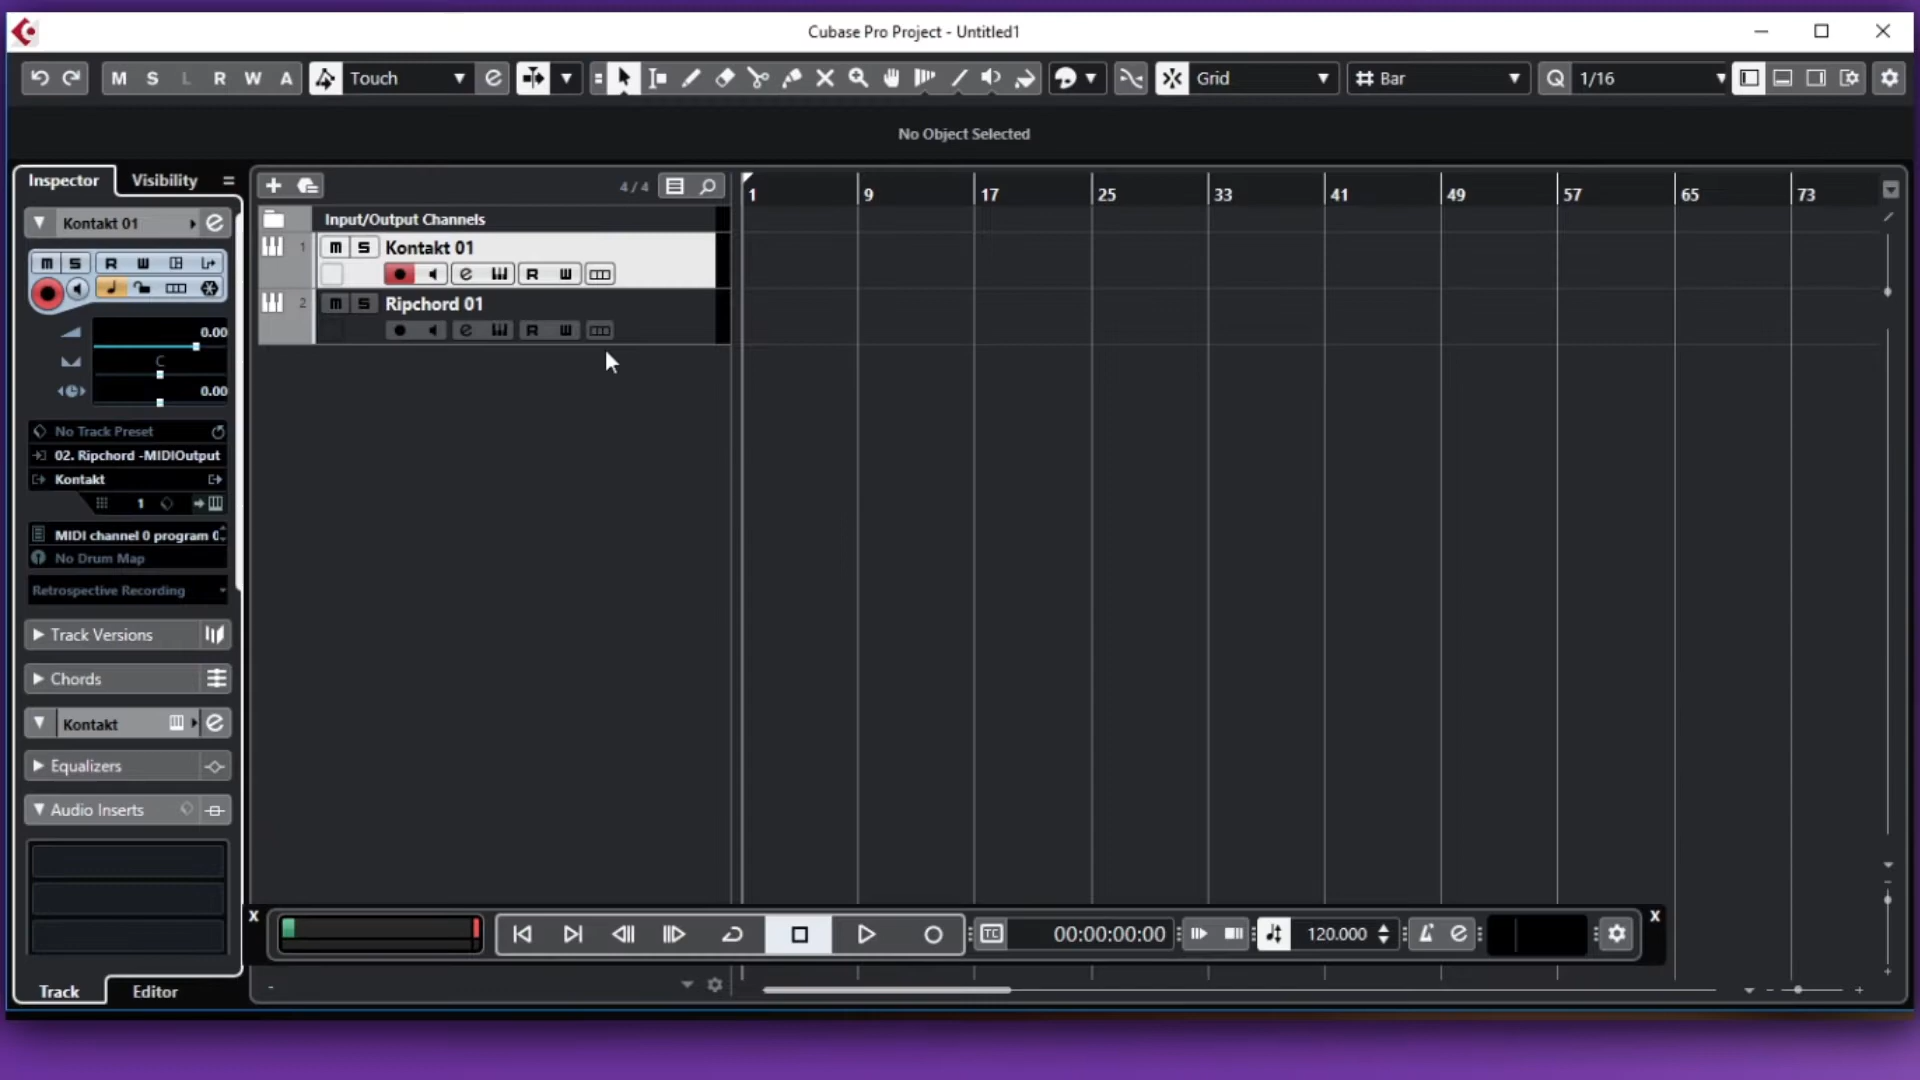 Cubase Pro Project - Untitled1
M S L R W A Touch Grid Bar Q 1/16
No Object Selected
Inspector Visibility
4 / 4
1 9 17 25 33 41 49 57 65 73
Kontakt 01
Input/Output Channels
1 m S Kontakt 01
e R W
2 m S Ripchord 01
e R W
m S R W
0.00
C
0.00
No Track Preset
02. Ripchord -MIDIOutput
Kontakt
1
MIDI channel 0 program 0
No Drum Map
Retrospective Recording
Track Versions
Chords
Kontakt
Equalizers
Audio Inserts
X TC 00:00:00:00 120.000 X
Track Editor